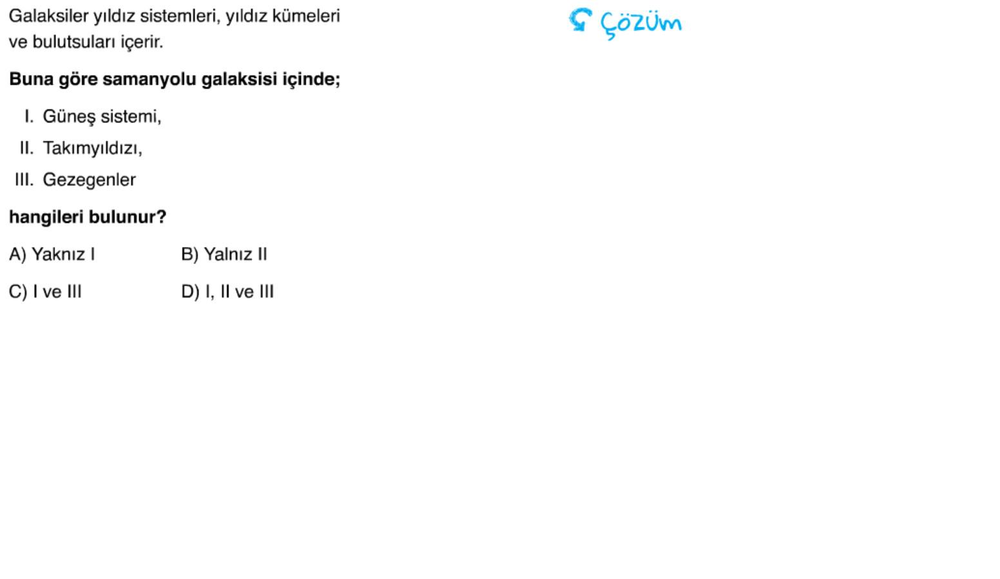 Galaksiler yıldız sistemleri, yıldız kümeleri
ve bulutsuları içerir.
Buna göre samanyolu galaksisi içinde;
I. Güneş sistemi,
II. Takımyıldızı,
III. Gezegenler
hangileri bulunur?
A) Yaknız I B) Yalnız II
C) I ve III D) I, II ve III
Çözüm